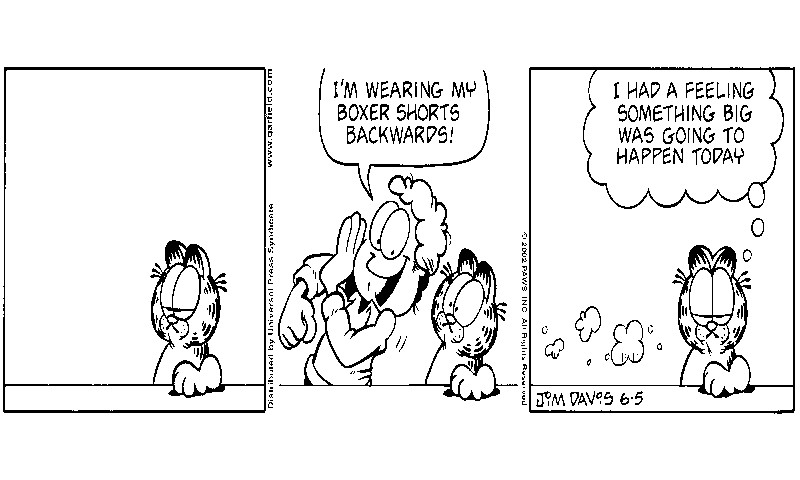 I'M WEARING MY
BOXER SHORTS
BACKWARDS!
www.garfield.com
Distributed by Universal Press Syndicate
I HAD A FEELING
SOMETHING BIG
WAS GOING TO
HAPPEN TODAY
© 2002 PAWS INC. All Rights Reserved
JIM DAVIS 6-5